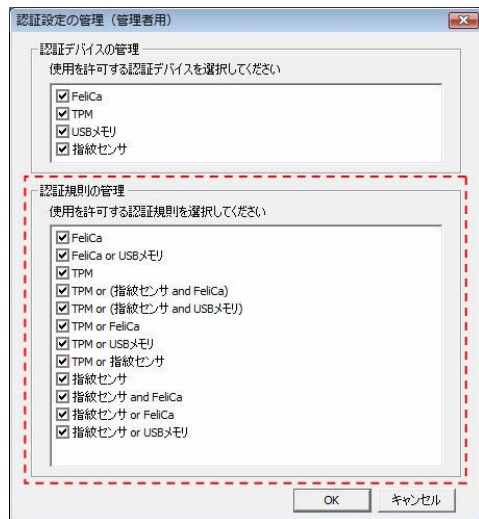 認証設定の管理（管理者用）
認証デバイスの管理
使用を許可する認証デバイスを選択してください
FeliCa
TPM
USBメモリ
指紋センサ
認証規則の管理
使用を許可する認証規則を選択してください
FeliCa
FeliCa or USBメモリ
TPM
TPM or (指紋センサ and FeliCa)
TPM or (指紋センサ and USBメモリ)
TPM or FeliCa
TPM or USBメモリ
TPM or 指紋センサ
指紋センサ
指紋センサ and FeliCa
指紋センサ or FeliCa
指紋センサ or USBメモリ
OK キャンセル